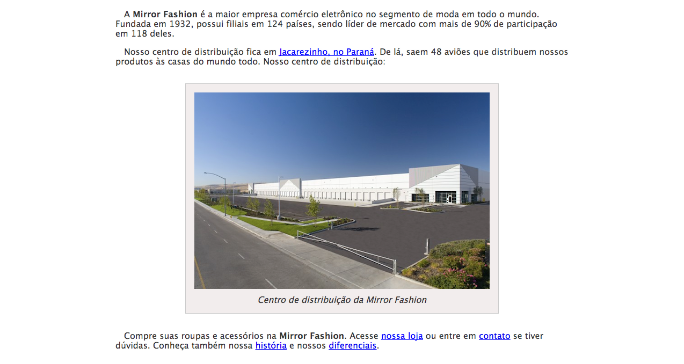 A Mirror Fashion é a maior empresa comércio eletrônico no segmento de moda em todo o mundo.
Fundada em 1932, possui filiais em 124 países, sendo líder de mercado com mais de 90% de participação
em 118 deles.
Nosso centro de distribuição fica em Jacarezinho, no Paraná. De lá, saem 48 aviões que distribuem nossos
produtos às casas do mundo todo. Nosso centro de distribuição:
Centro de distribuição da Mirror Fashion
Compre suas roupas e acessórios na Mirror Fashion. Acesse nossa loja ou entre em contato se tiver
dúvidas. Conheça também nossa história e nossos diferenciais.